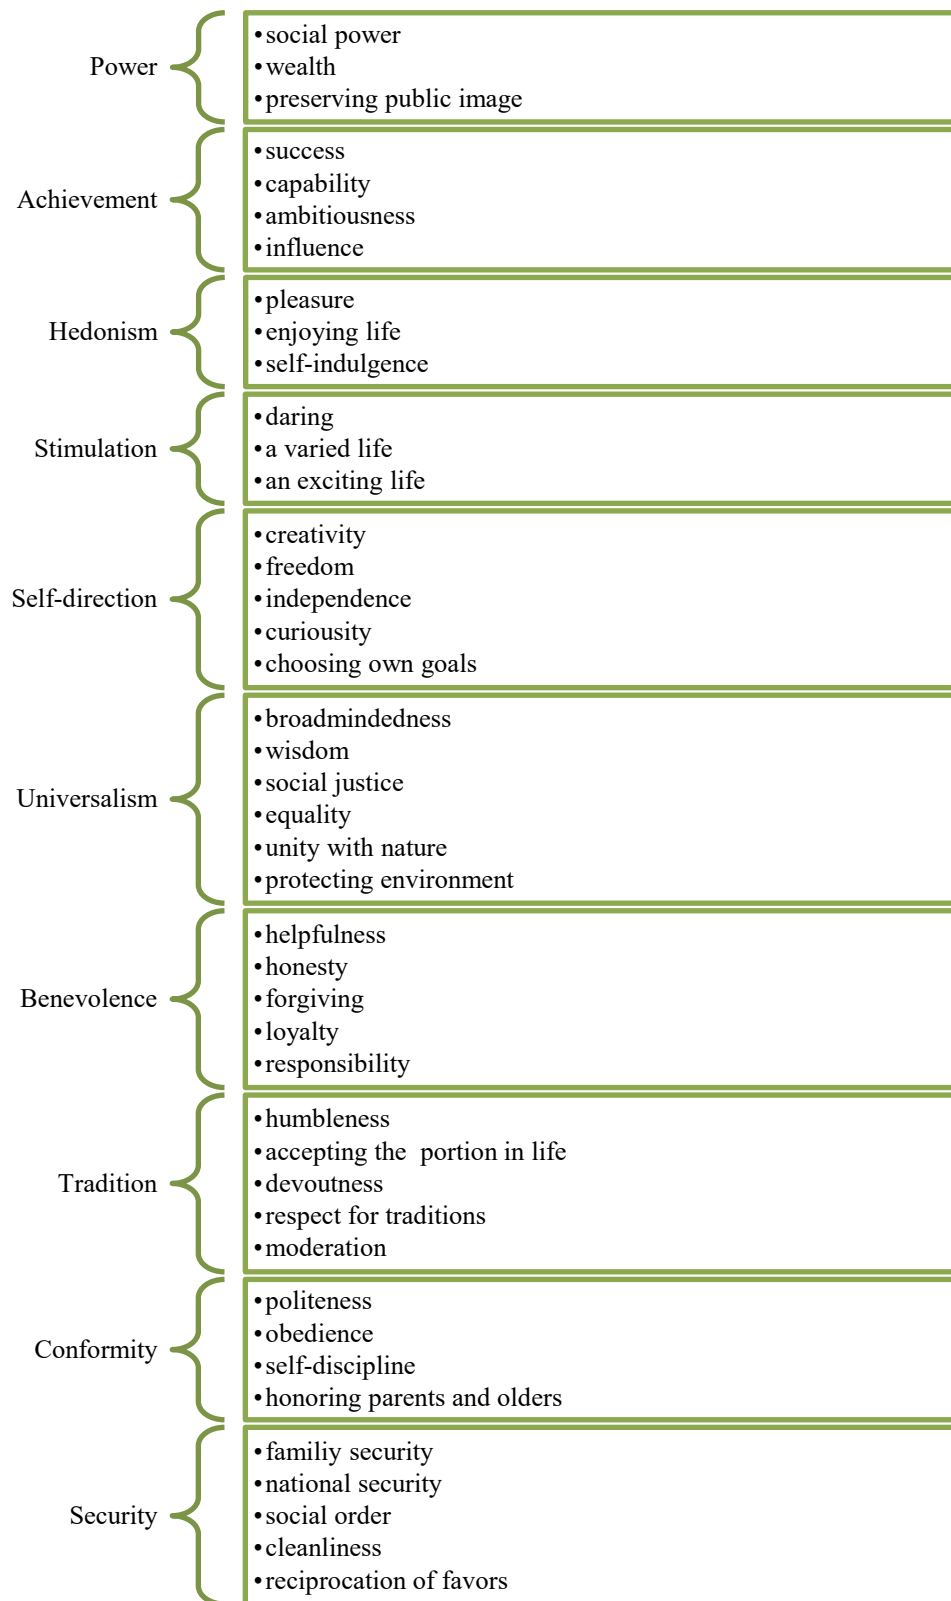 Power
•social power
•wealth
•preserving public image
Achievement
•success
•capability
•ambitiousness
•influence
Hedonism
•pleasure
•enjoying life
•self-indulgence
Stimulation
•daring
•a varied life
•an exciting life
Self-direction
•creativity
•freedom
•independence
•curiousity
•choosing own goals
Universalism
•broadmindedness
•wisdom
•social justice
•equality
•unity with nature
•protecting environment
Benevolence
•helpfulness
•honesty
•forgiving
•loyalty
•responsibility
Tradition
•humbleness
•accepting the  portion in life
•devoutness
•respect for traditions
•moderation
Conformity
•politeness
•obedience
•self-discipline
•honoring parents and olders
Security
•familiy security
•national security
•social order
•cleanliness
•reciprocation of favors